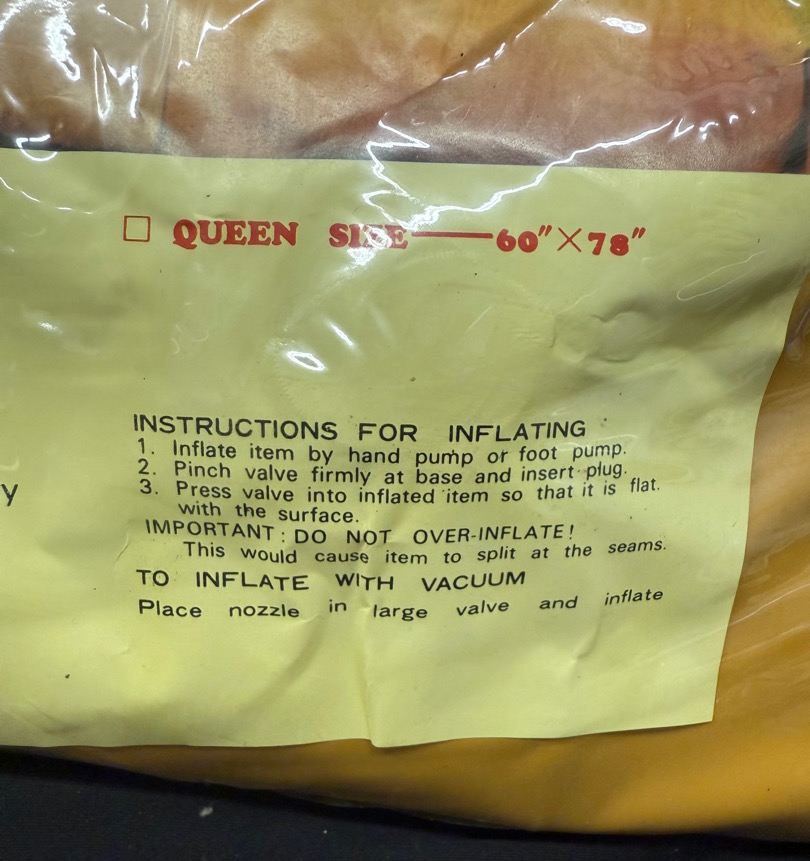 y
□ QUEEN SIZE——60″×78″
INSTRUCTIONS FOR INFLATING
1. Inflate item by hand pump or foot pump.
2. Pinch valve firmly at base and insert plug.
3. Press valve into inflated item so that it is flat.
with the surface.
IMPORTANT: DO NOT OVER-INFLATE!
This would cause item to split at the seams.
TO INFLATE WITH VACUUM
Place nozzle in large valve and inflate